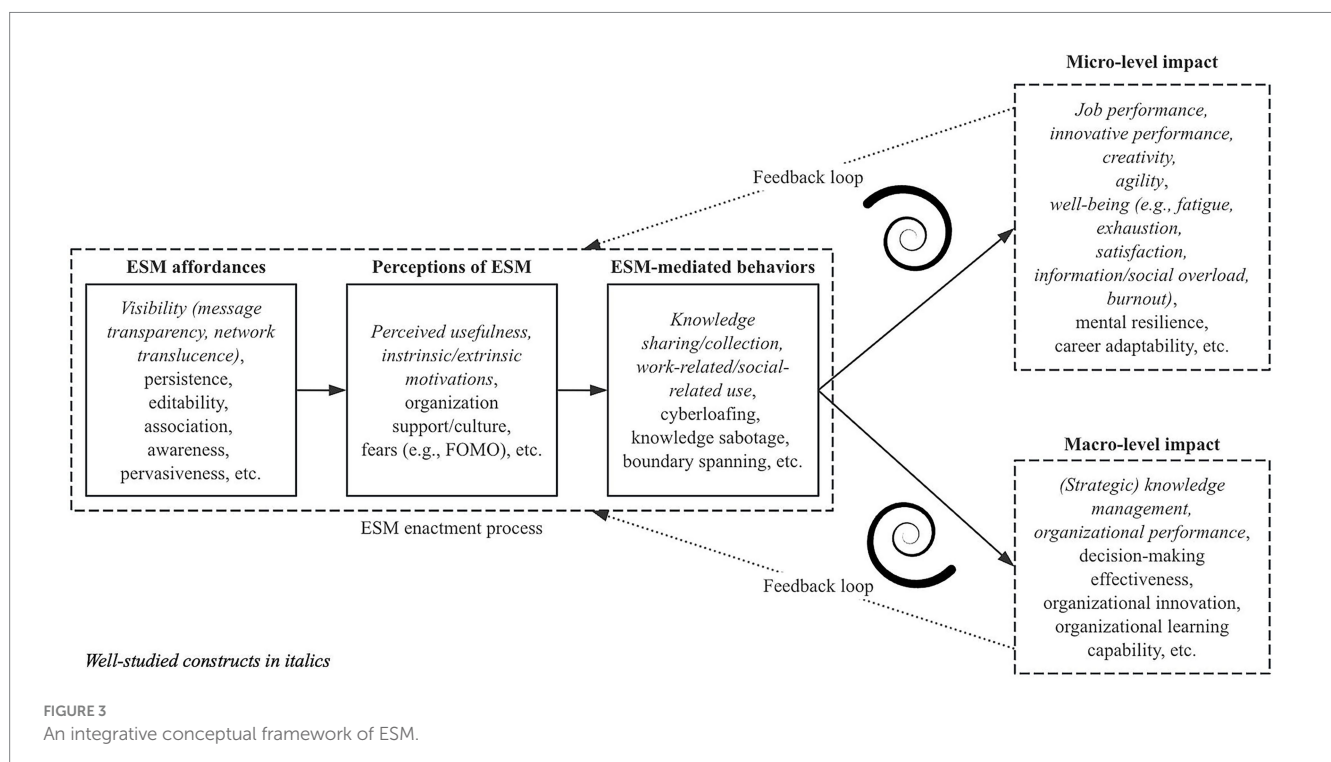 Micro-level impact
Job performance,
innovative performance,
creativity,
agility,
well-being (e.g., fatigue,
exhaustion,
satisfaction,
information/social overload,
burnout),
mental resilience,
career adaptability, etc.
Feedback loop
ESM affordances
Visibility (message
transparency, network
translucence),
persistence,
editability,
association,
awareness,
pervasiveness, etc.
Perceptions of ESM
Perceived usefulness,
instrinsic/extrinsic
motivations,
organization
support/culture,
fears (e.g., FOMO), etc.
ESM-mediated behaviors
Knowledge
sharing/collection,
work-related/social-
related use,
cyberloafing,
knowledge sabotage,
boundary spanning, etc.
ESM enactment process
Macro-level impact
(Strategic) knowledge
management,
organizational performance,
decision-making
effectiveness,
organizational innovation,
organizational learning
capability, etc.
Feedback loop
Well-studied constructs in italics
FIGURE 3
An integrative conceptual framework of ESM.